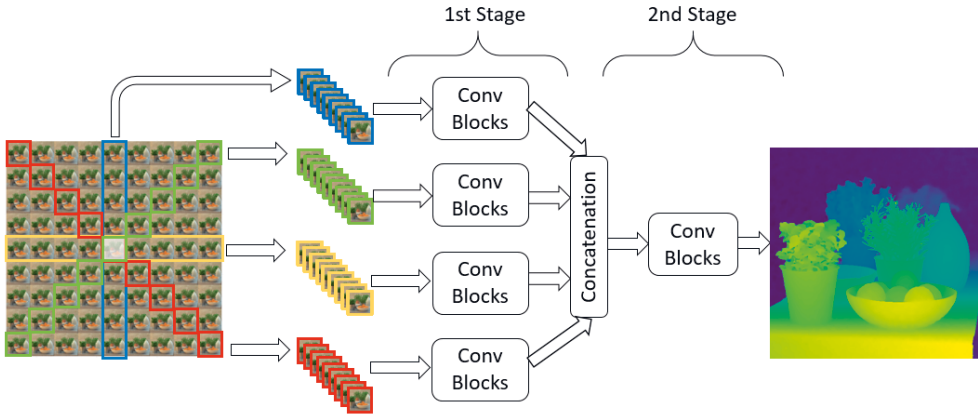 1st Stage
2nd Stage
Conv
Blocks
Conv
Blocks
Conv
Blocks
Conv
Blocks
Concatenation
Conv
Blocks